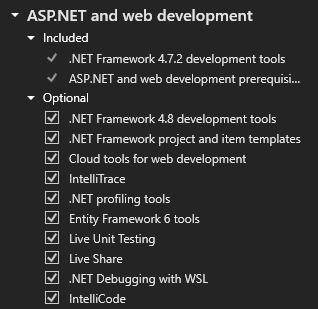 ASP.NET and web development
Included
.NET Framework 4.7.2 development tools
ASP.NET and web development prerequisi...
Optional
.NET Framework 4.8 development tools
.NET Framework project and item templates
Cloud tools for web development
IntelliTrace
.NET profiling tools
Entity Framework 6 tools
Live Unit Testing
Live Share
.NET Debugging with WSL
IntelliCode